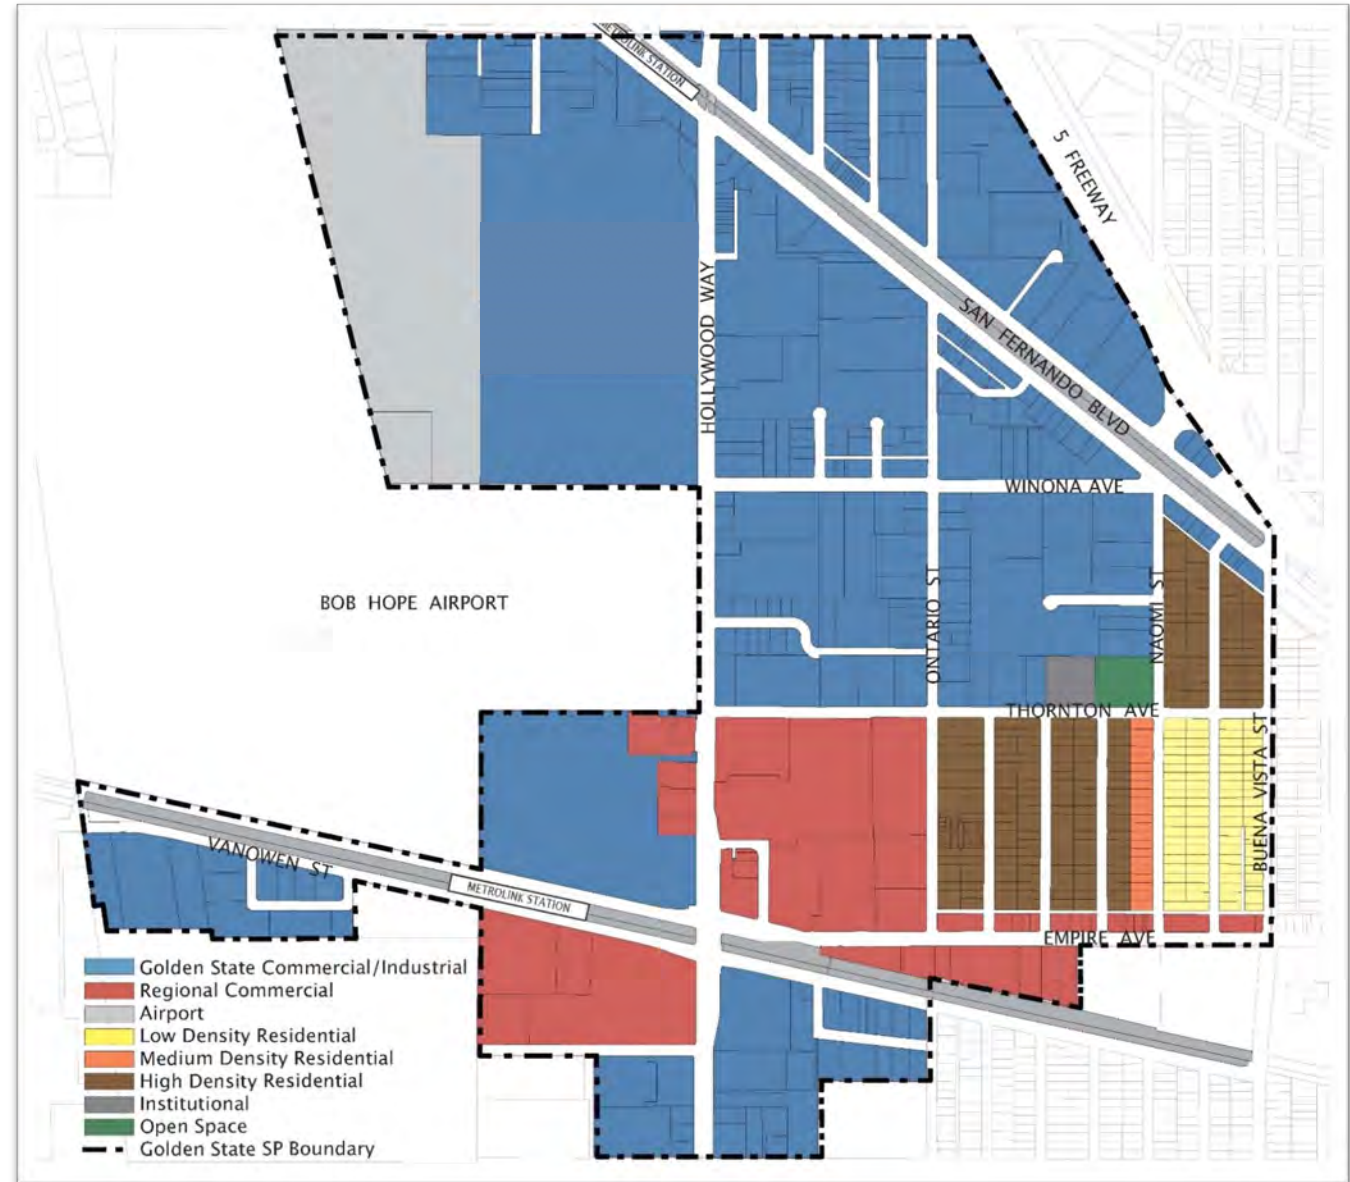 METROLINK STATION
5 FREEWAY
HOLLYWOOD WAY
SAN FERNANDO BLVD
WINONA AVE
BOB HOPE AIRPORT
ONTARIO ST
NAOMI ST
THORNTON AVE
BUENA VISTA ST
VANOWEN ST
METROLINK STATION
EMPIRE AVE
Golden State Commercial/Industrial
Regional Commercial
Airport
Low Density Residential
Medium Density Residential
High Density Residential
Institutional
Open Space
Golden State SP Boundary